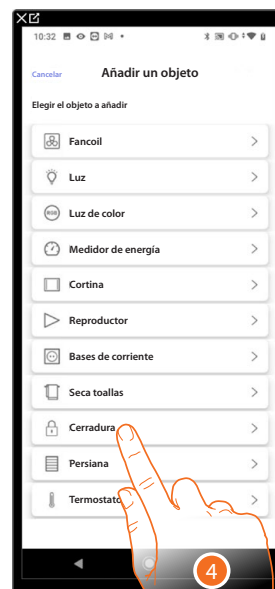 10:32
Cancelar Añadir un objeto
Elegir el objeto a añadir
Fancoil
Luz
RGB Luz de color
Medidor de energía
Cortina
Reproductor
Bases de corriente
Seca toallas
Cerradura
Persiana
Termostato
4